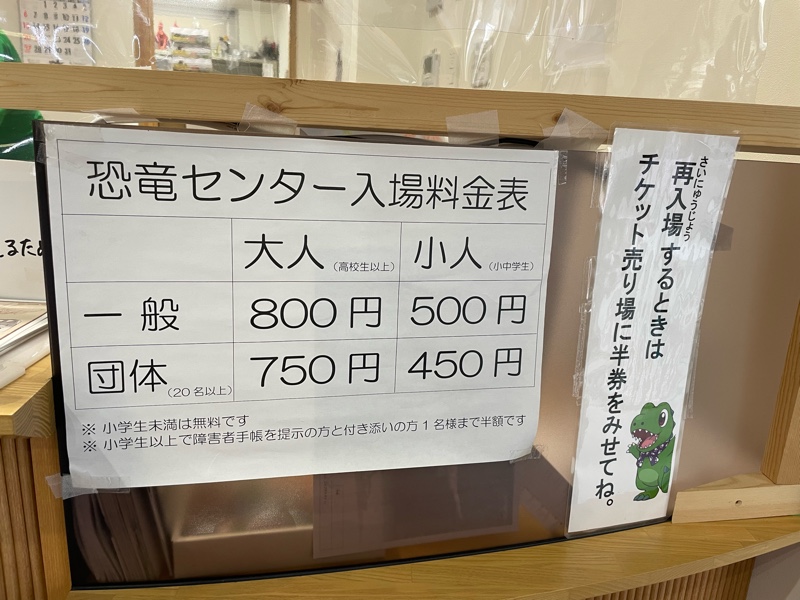 恐竜センター入場料金表
大人(高校生以上) 小人(小中学生)
一般 800円 500円
団体(20名以上) 750円 450円
※ 小学生未満は無料です
※ 小学生以上で障害者手帳を提示の方と付き添いの方1名様まで半額です
さいにゅうじょう
再入場するときは
チケット売り場に半券をみせてね。
えるため